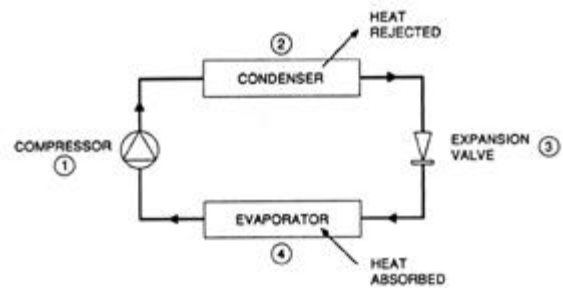 HEAT
REJECTED
2
CONDENSER
COMPRESSOR
1
EXPANSION
VALVE
3
EVAPORATOR
4
HEAT
ABSORBED